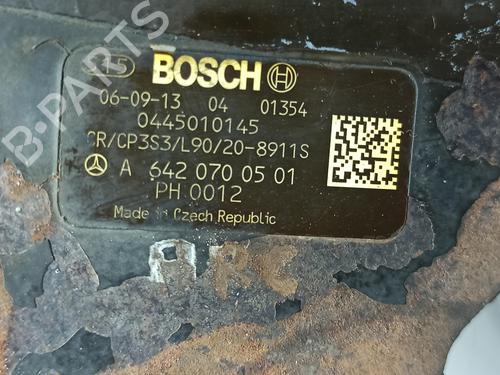 BOSCH
06-09-13 04 01354
0445010145
CR/CP3S3/L90/20-8911S
A 642 070 05 01
PH 0012
Made in Czech Republic